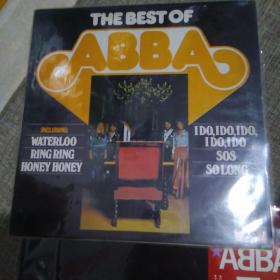 THE BEST OF
ABBA
INCLUDING:
WATERLOO
RING RING
HONEY HONEY
I DO, I DO, I DO,
I DO, I DO
SOS
SO LONG
ABBA